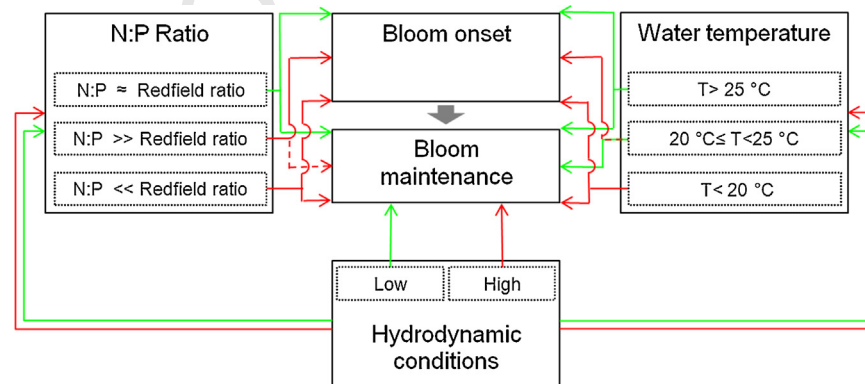 N:P Ratio
N:P ≈ Redfield ratio
N:P >> Redfield ratio
N:P << Redfield ratio
Bloom onset
Bloom
maintenance
Water temperature
T> 25 °C
20 °C≤ T<25 °C
T< 20 °C
Low
High
Hydrodynamic
conditions